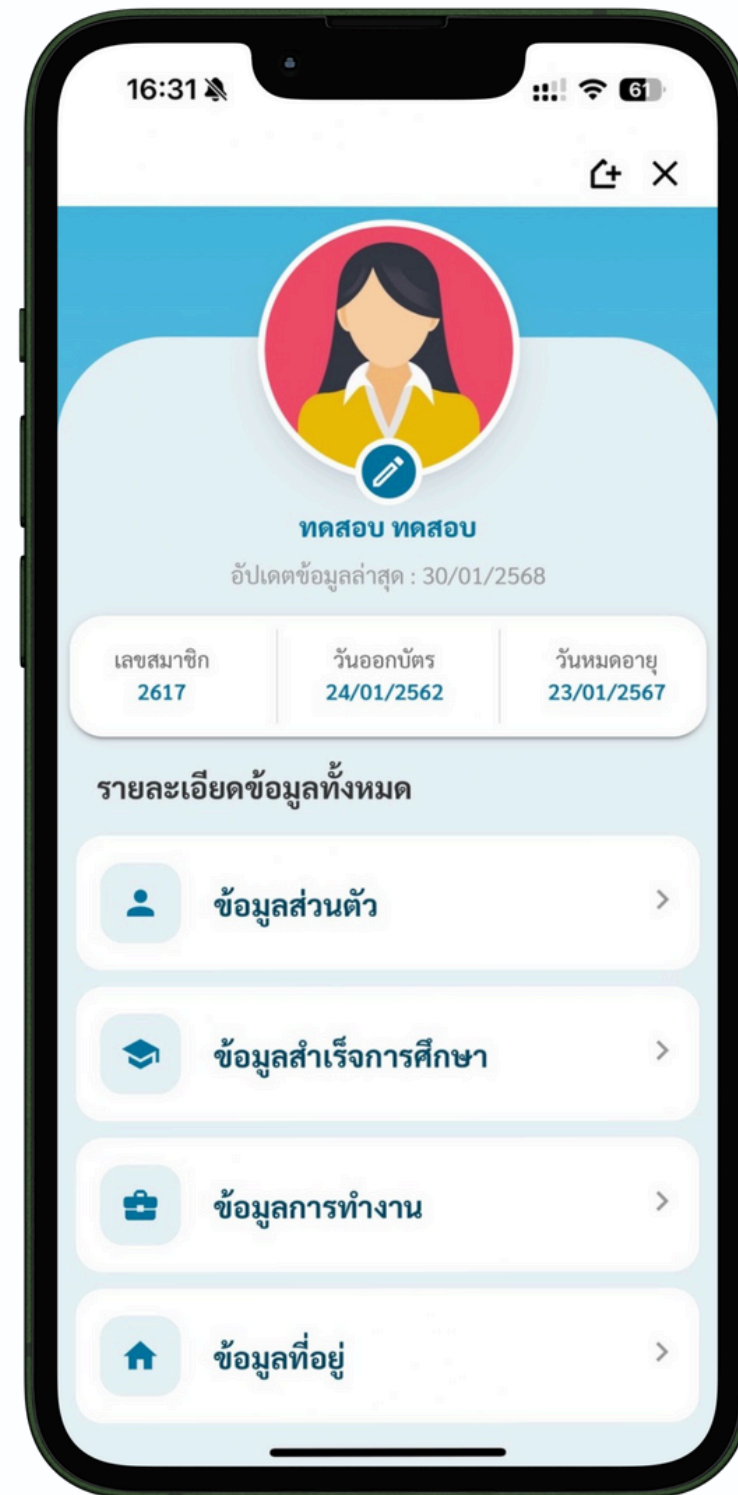 16:31
61
ทดสอบ ทดสอบ
อัปเดตข้อมูลล่าสุด : 30/01/2568
เลขสมาชิก วันออกบัตร วันหมดอายุ
2617 24/01/2562 23/01/2567
รายละเอียดข้อมูลทั้งหมด
ข้อมูลส่วนตัว
ข้อมูลสำเร็จการศึกษา
ข้อมูลการทำงาน
ข้อมูลที่อยู่